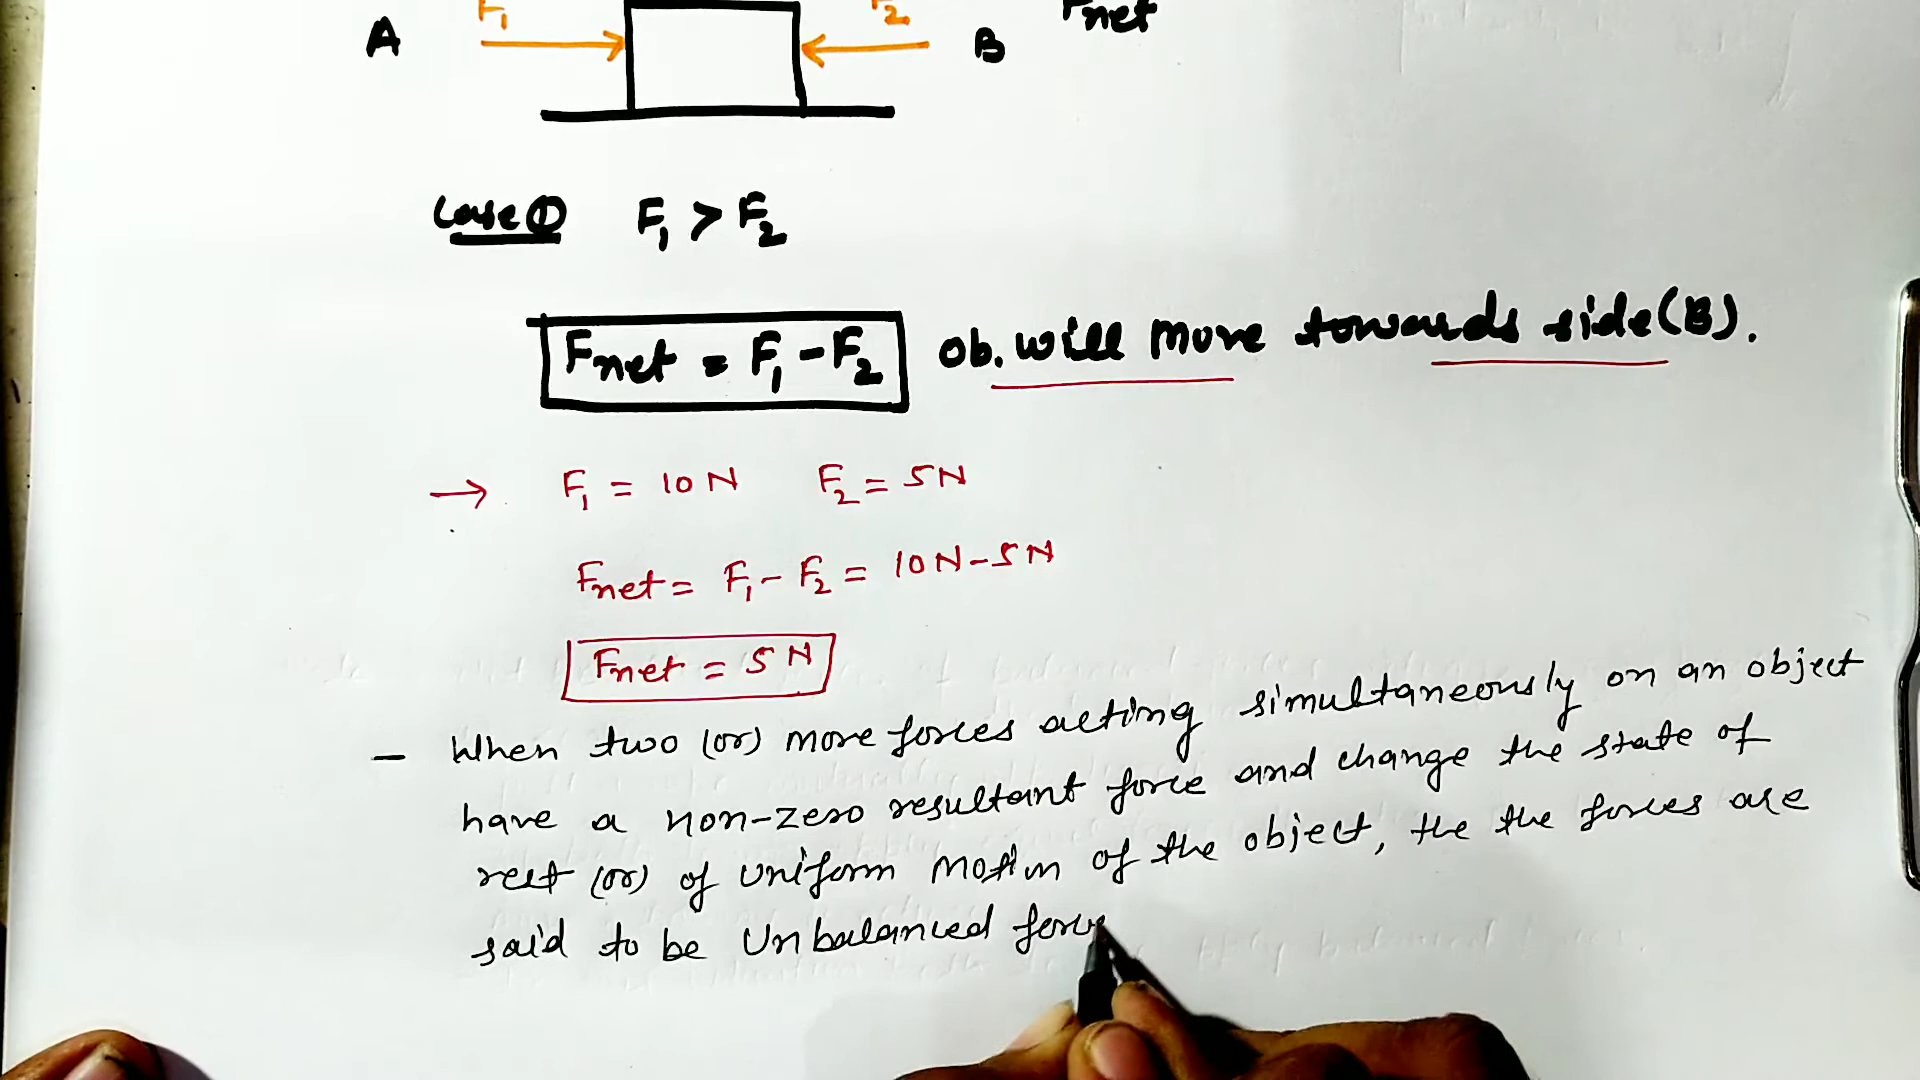 A F₁ F₂ B Fnet
Case ① F₁ > F₂
Fnet = F₁ - F₂ ob. will move towards side (B).
→ F₁ = 10 N F₂ = 5N
Fnet = F₁ - F₂ = 10N - 5N
Fnet = 5 N
- When two (or) more forces acting simultaneously on an object
have a non-zero resultant force and change the state of
rest (or) of uniform motion of the object, the the forces are
said to be Unbalanced